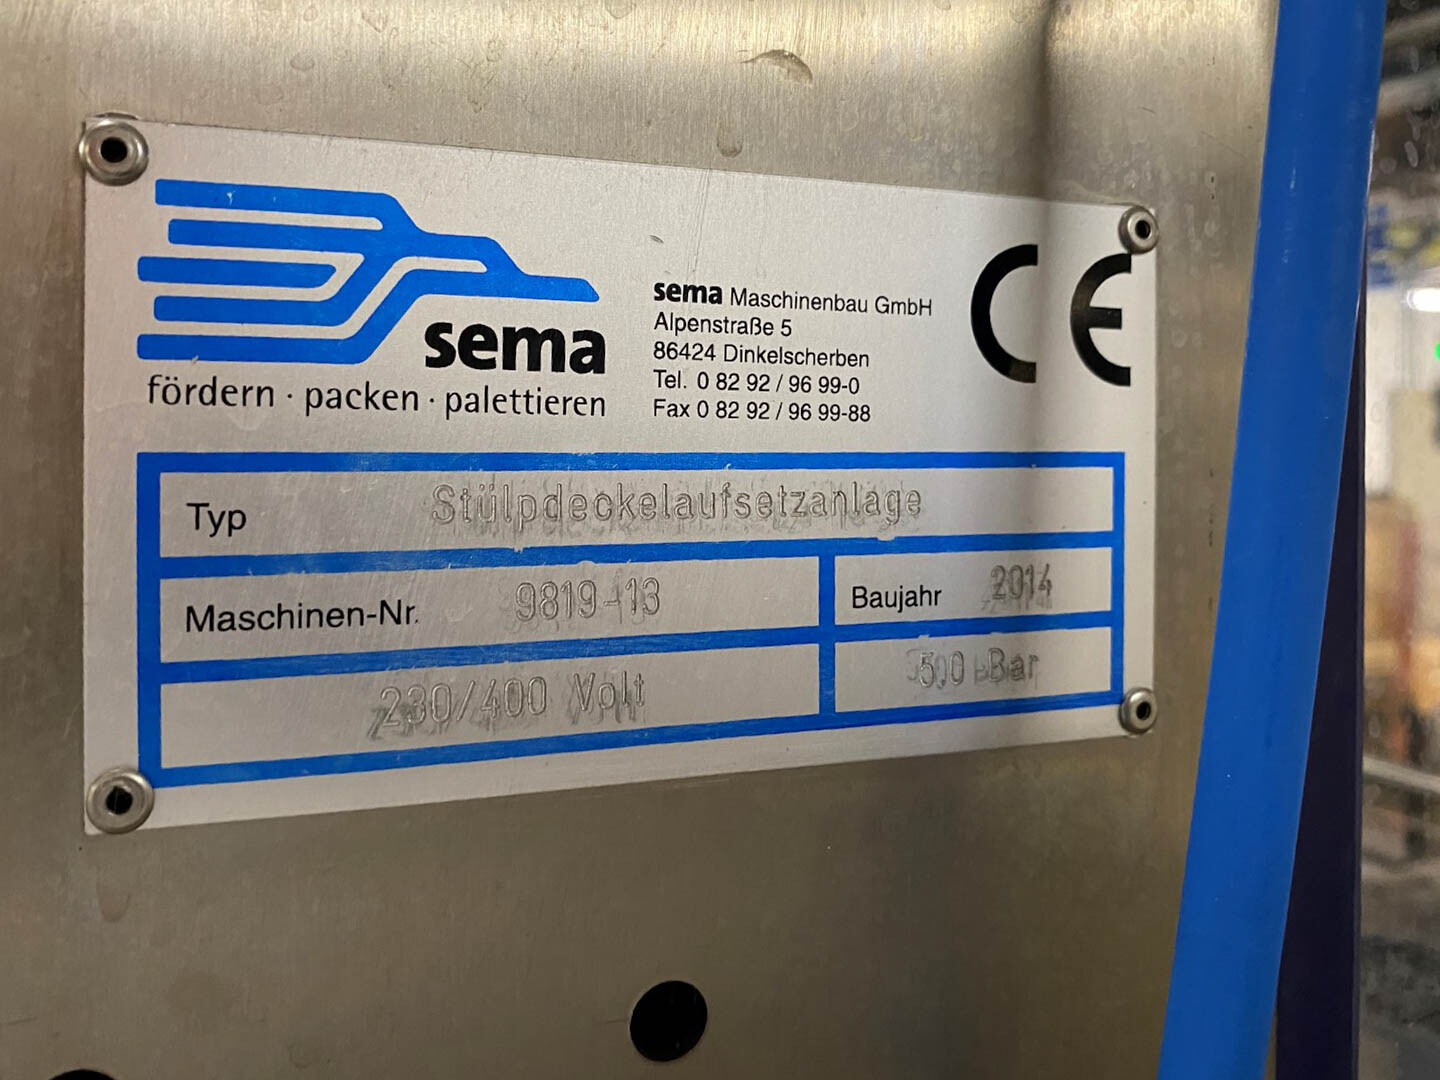 sema
fördern · packen · palettieren
sema Maschinenbau GmbH
Alpenstraße 5
86424 Dinkelscherben
Tel. 0 82 92 / 96 99-0
Fax 0 82 92 / 96 99-88
CE
Typ Stülpdeckelaufsetzanlage
Maschinen-Nr. 9819-13
Baujahr 2014
230/400 Volt
5,0 Bar